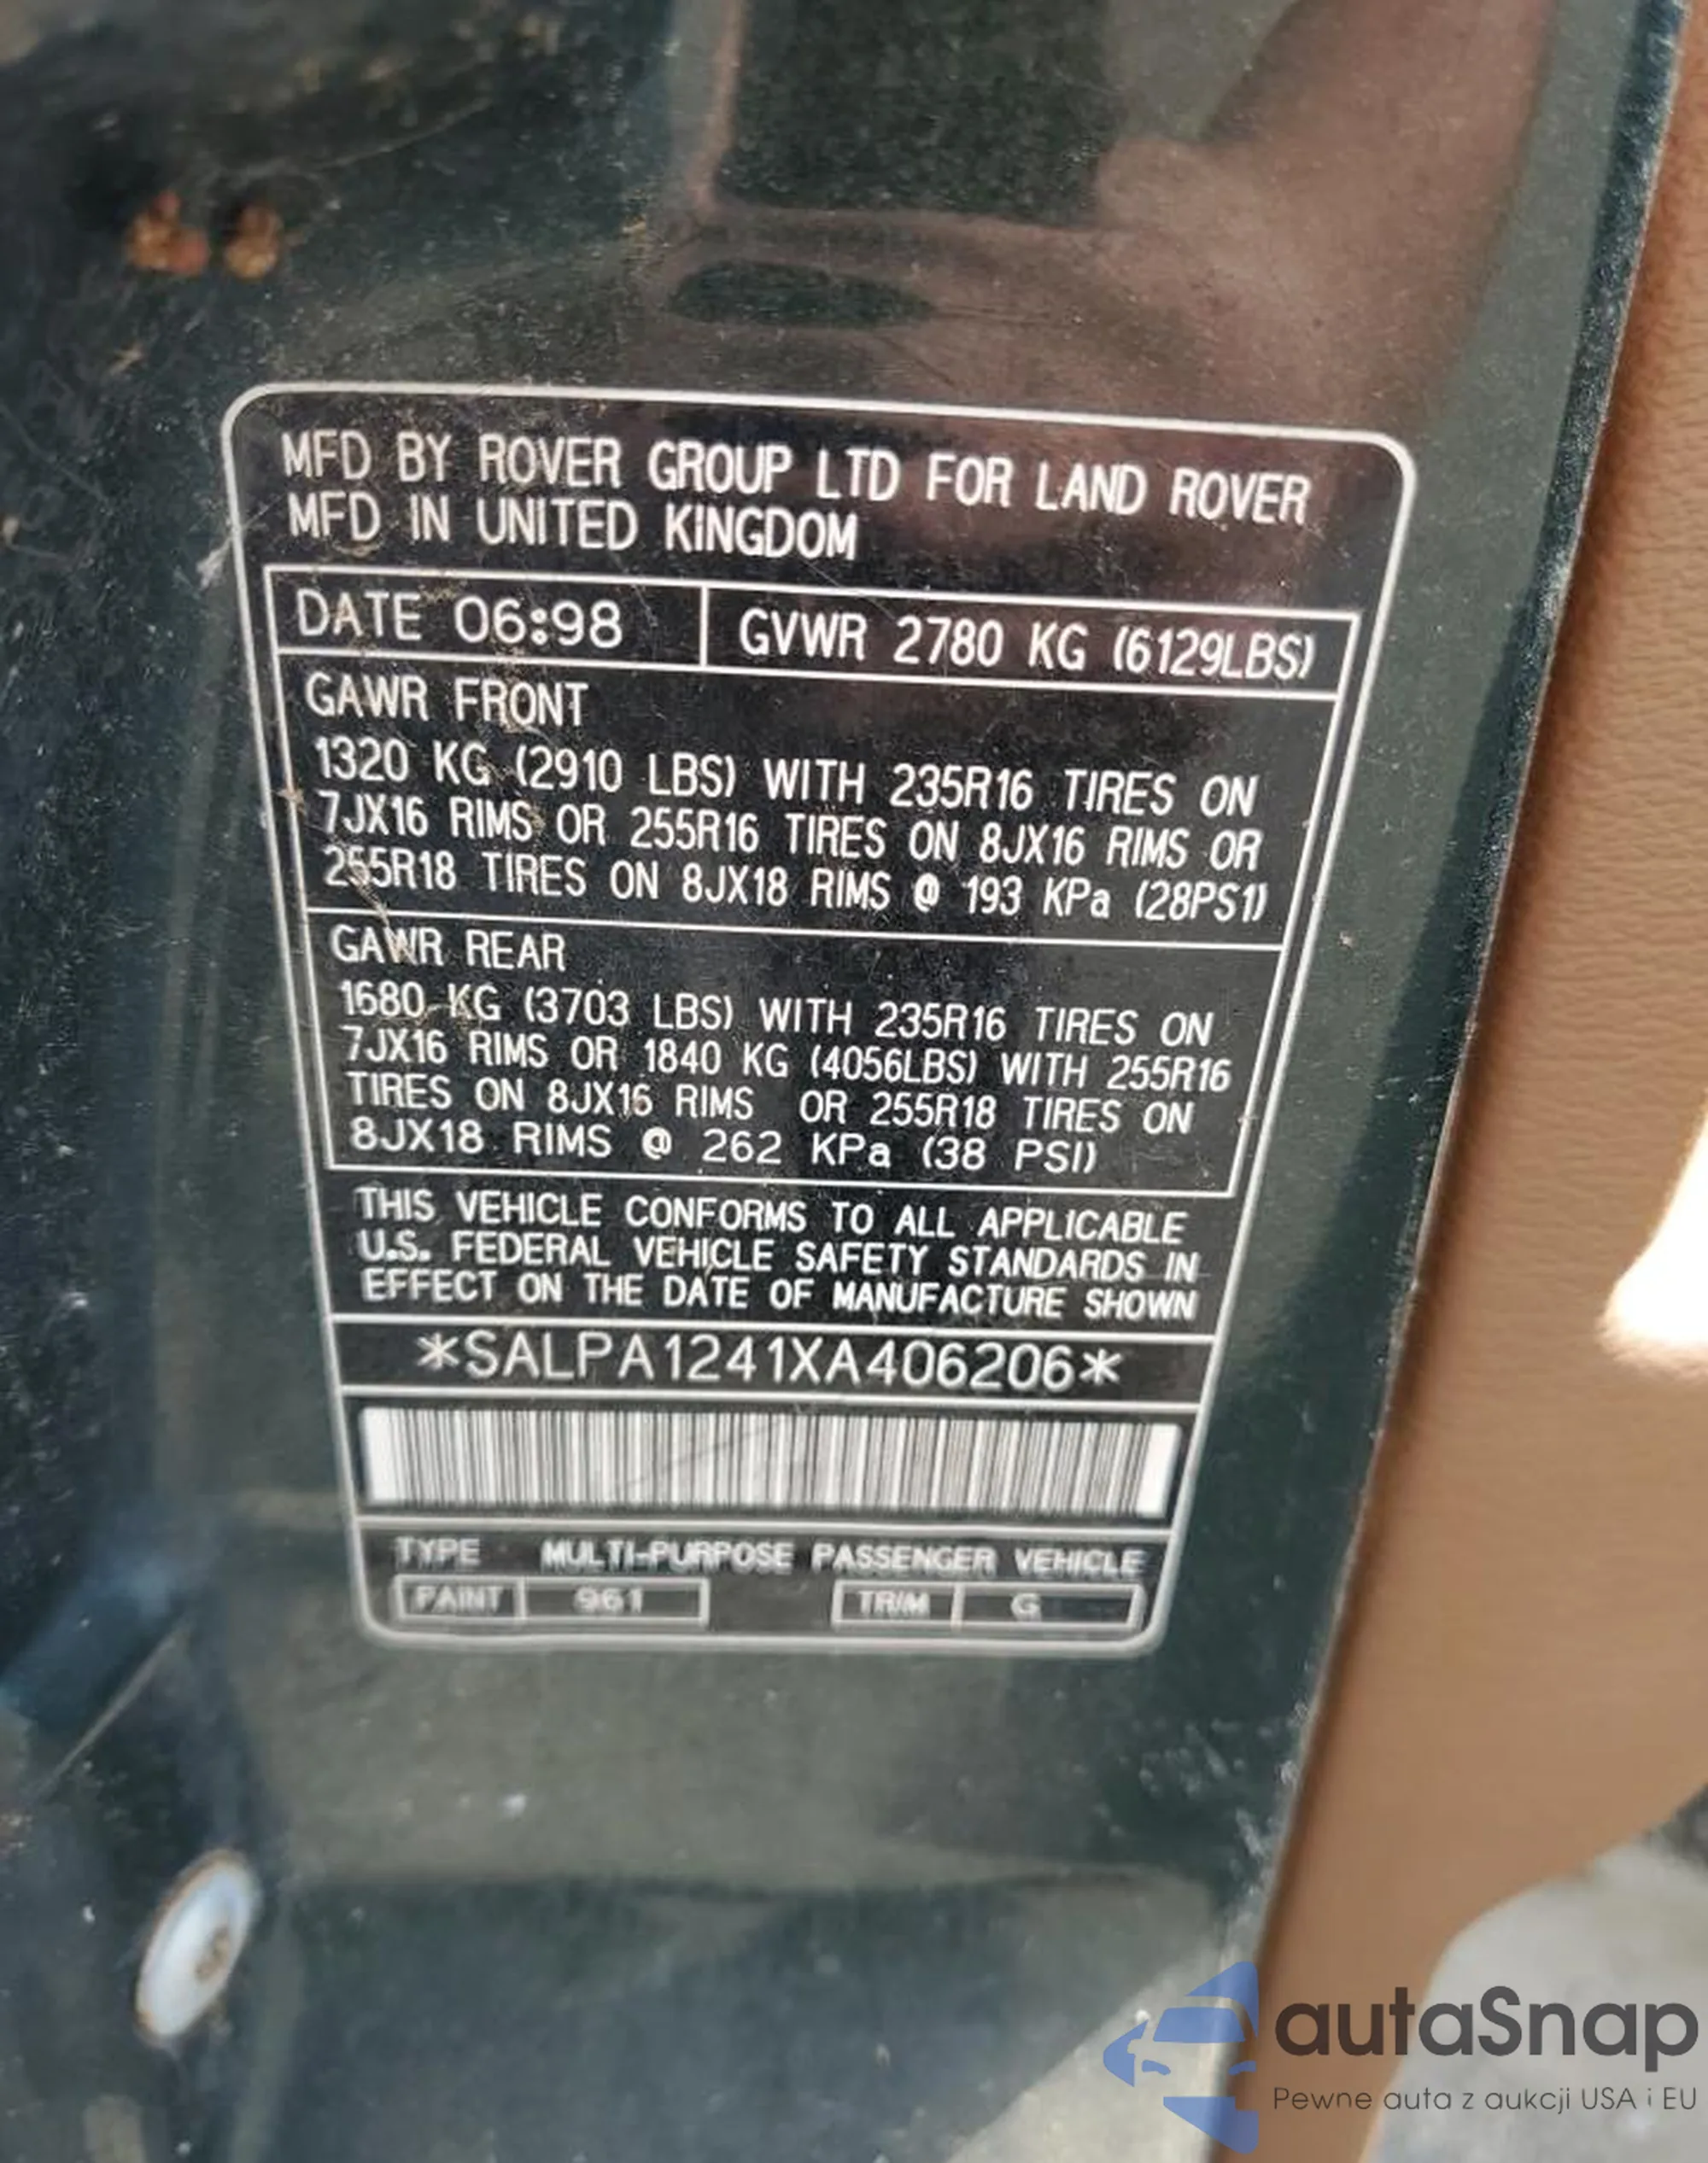 MFD BY ROVER GROUP LTD FOR LAND ROVER
MFD IN UNITED KINGDOM
DATE 06:98 GVWR 2780 KG (6129LBS)
GAWR FRONT
1320 KG (2910 LBS) WITH 235R16 TIRES ON
7JX16 RIMS OR 255R16 TIRES ON 8JX16 RIMS OR
255R18 TIRES ON 8JX18 RIMS @ 193 KPa (28PS1)
GAWR REAR
1680 KG (3703 LBS) WITH 235R16 TIRES ON
7JX16 RIMS OR 1840 KG (4056LBS) WITH 255R16
TIRES ON 8JX16 RIMS OR 255R18 TIRES ON
8JX18 RIMS @ 262 KPa (38 PSI)
THIS VEHICLE CONFORMS TO ALL APPLICABLE
U.S. FEDERAL VEHICLE SAFETY STANDARDS IN
EFFECT ON THE DATE OF MANUFACTURE SHOWN
*SALPA1241XA406206*
TYPE MULTI-PURPOSE PASSENGER VEHICLE
PAINT 961 TRIM G
autaSnap
Pewne auta z aukcji USA i EU